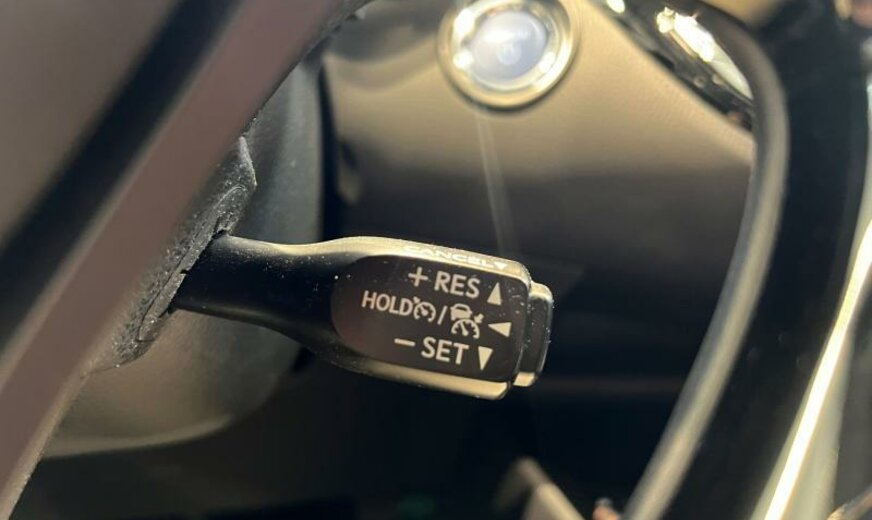 CANCEL▼
+ RES ▲
HOLD / ◀
− SET ▼